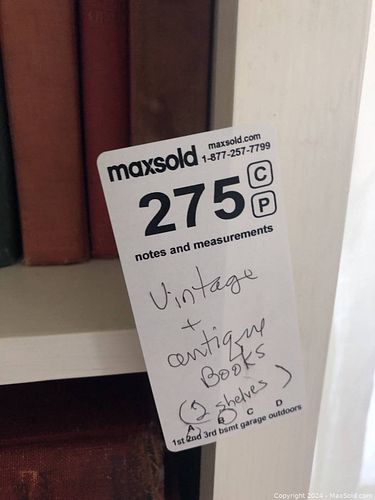 maxsold
maxsold.com
1-877-257-7799
275
C
P
notes and measurements
Vintage
+
antique
Books
(2 shelves)
A B C D
1st 2nd 3rd bsmt garage outdoors
Copyright 2024 - MaxSold.com